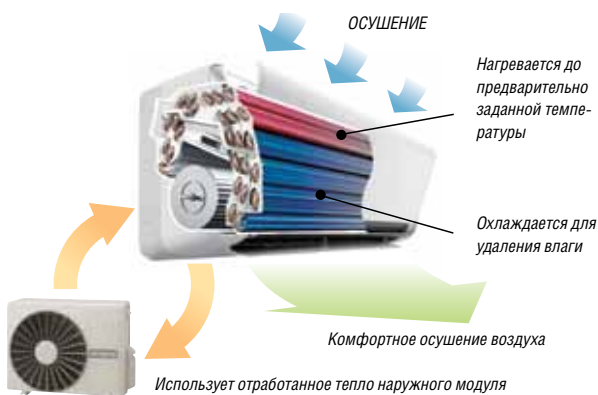 ОСУШЕНИЕ
Нагревается до
предварительно
заданной темпе-
ратуры
Охлаждается для
удаления влаги
Комфортное осушение воздуха
Использует отработанное тепло наружного модуля